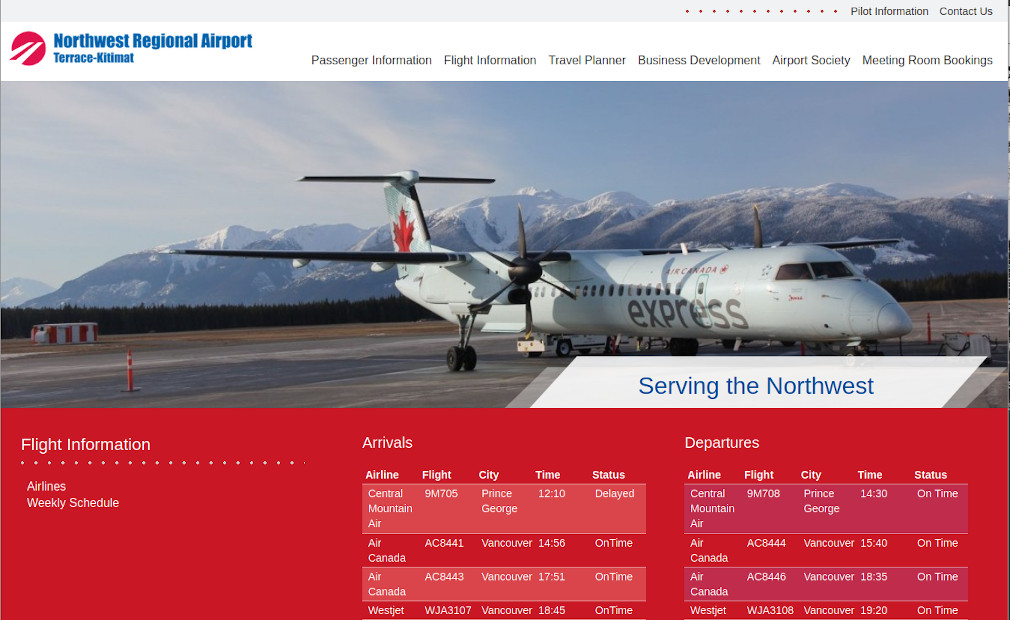 Pilot Information Contact Us
Northwest Regional Airport
Terrace-Kitimat
Passenger Information Flight Information Travel Planner Business Development Airport Society Meeting Room Bookings
AIR CANADA
express
Serving the Northwest
Flight Information
Airlines
Weekly Schedule
Arrivals
Airline Flight City Time Status
Central Mountain Air 9M705 Prince George 12:10 Delayed
Air Canada AC8441 Vancouver 14:56 OnTime
Air Canada AC8443 Vancouver 17:51 OnTime
Westjet WJA3107 Vancouver 18:45 OnTime
Departures
Airline Flight City Time Status
Central Mountain Air 9M708 Prince George 14:30 On Time
Air Canada AC8444 Vancouver 15:40 On Time
Air Canada AC8446 Vancouver 18:35 On Time
Westjet WJA3108 Vancouver 19:20 On Time